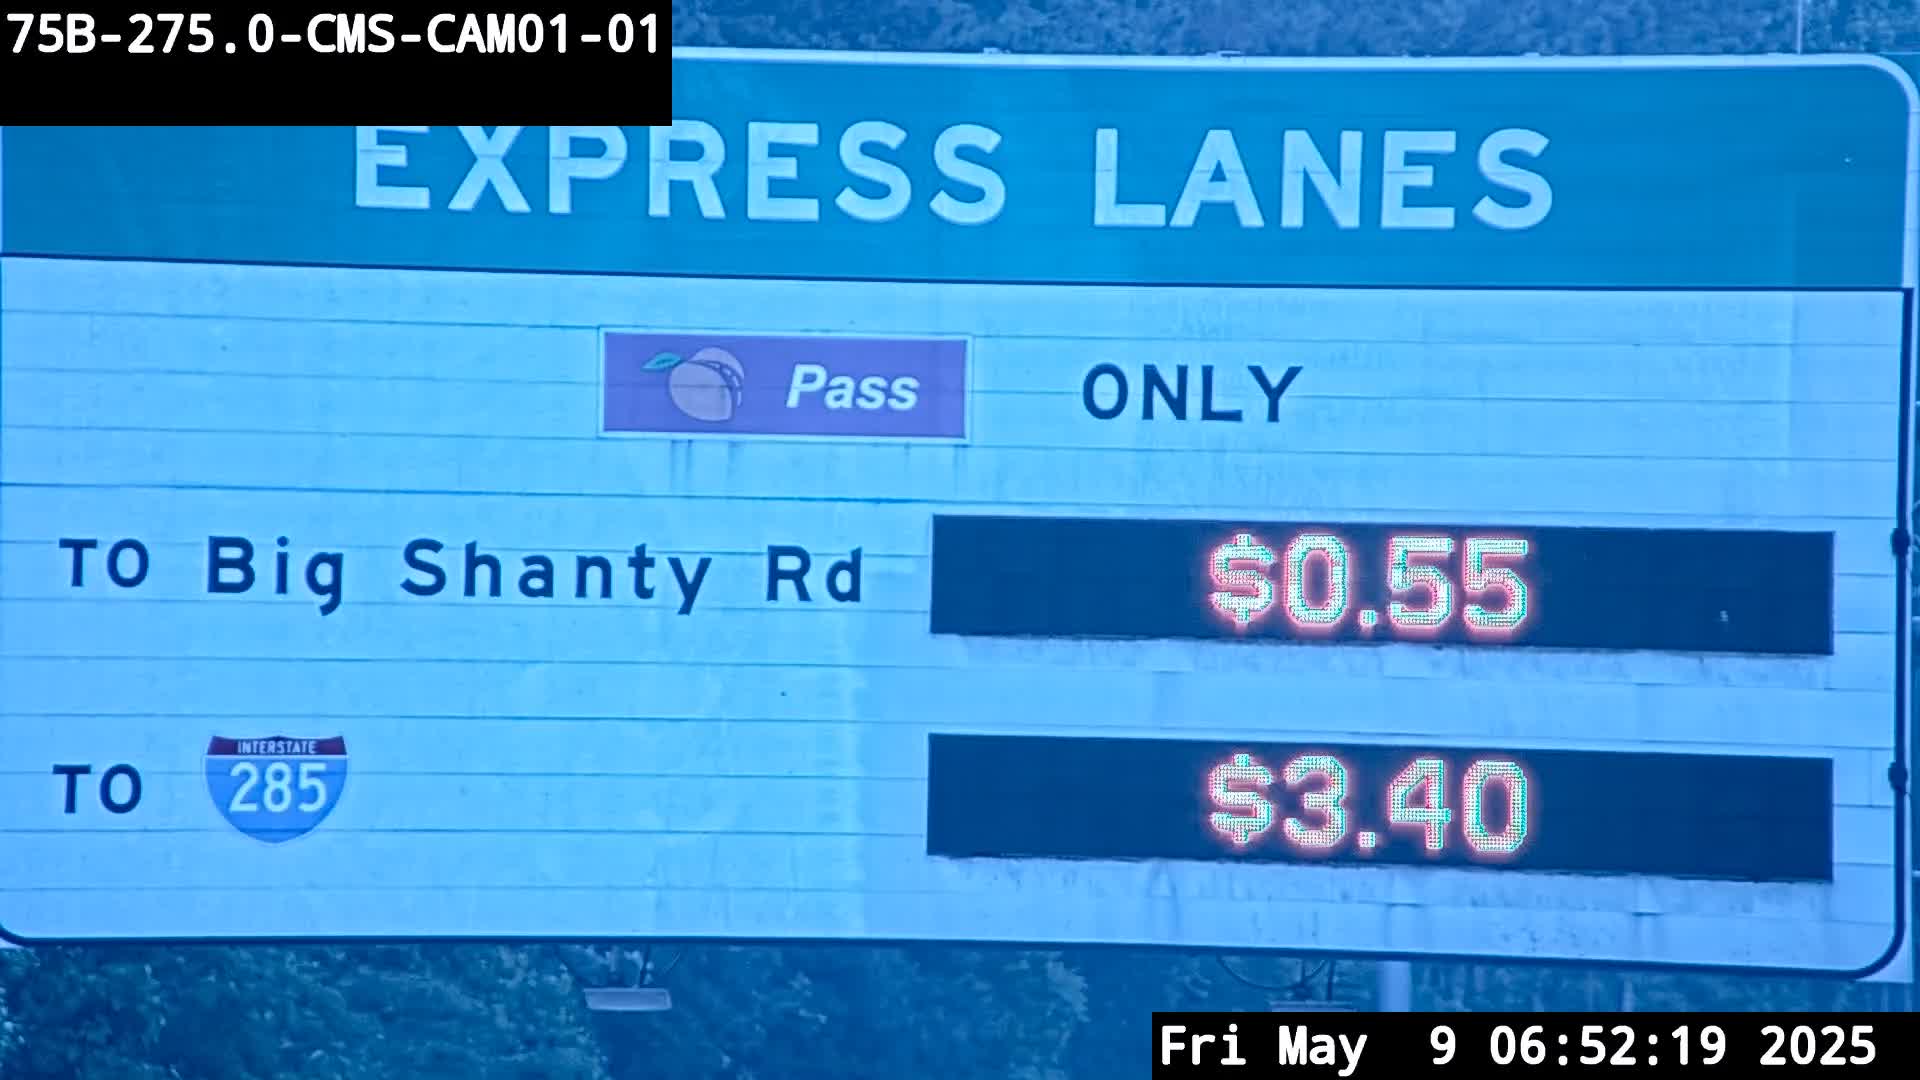 75B-275.0-CMS-CAM01-01
EXPRESS LANES
Pass ONLY
TO Big Shanty Rd $0.55
TO INTERSTATE 285 $3.40
Fri May 9 06:52:19 2025